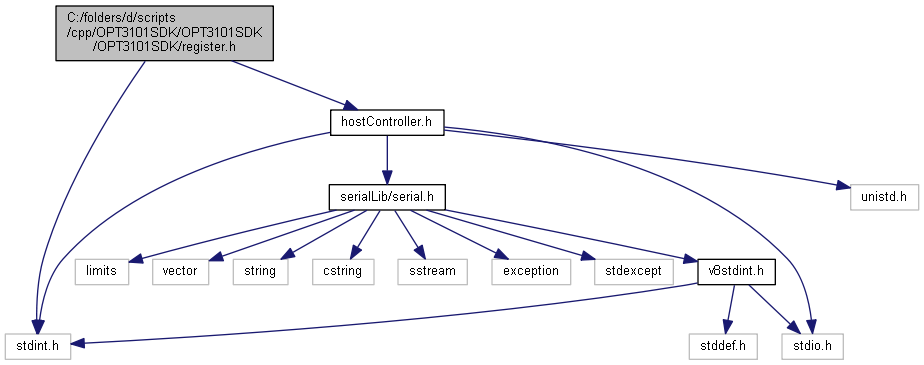 C:/folders/d/scripts
/cpp/OPT3101SDK/OPT3101SDK
/OPT3101SDK/register.h
hostController.h
serialLib/serial.h
unistd.h
limits
vector
string
cstring
sstream
exception
stdexcept
v8stdint.h
stdint.h
stddef.h
stdio.h